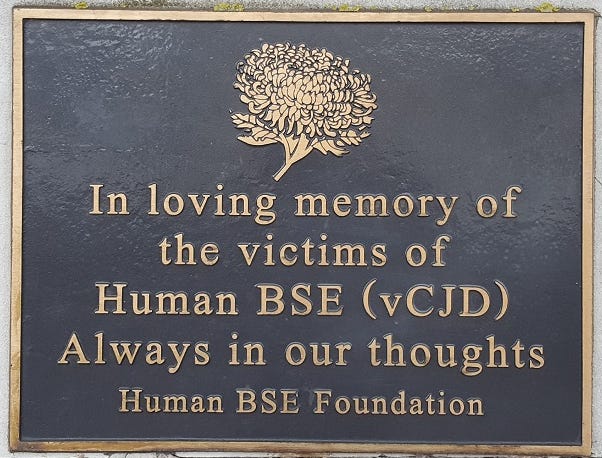 In loving memory of
the victims of
Human BSE (vCJD)
Always in our thoughts
Human BSE Foundation